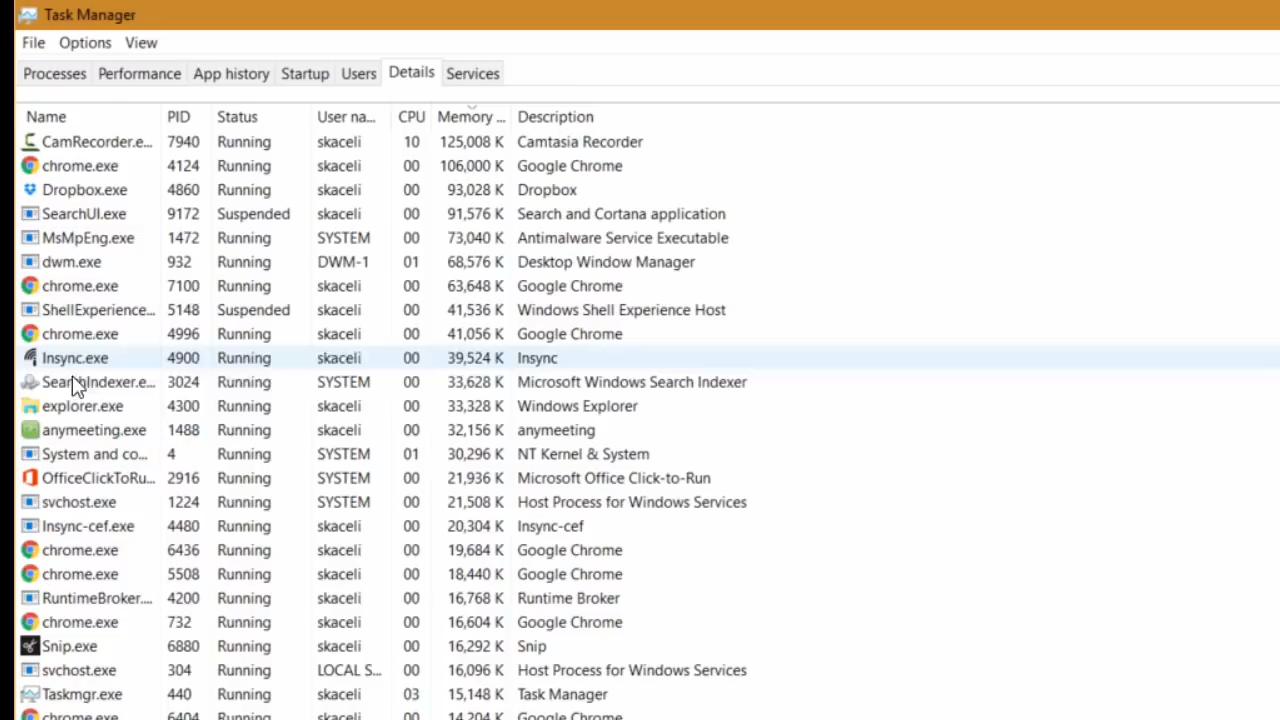 Task Manager
File Options View
Processes Performance App history Startup Users Details Services
Name PID Status User na... CPU Memory ... Description
CamRecorder.e... 7940 Running skaceli 10 125,008 K Camtasia Recorder
chrome.exe 4124 Running skaceli 00 106,000 K Google Chrome
Dropbox.exe 4860 Running skaceli 00 93,028 K Dropbox
SearchUI.exe 9172 Suspended skaceli 00 91,576 K Search and Cortana application
MsMpEng.exe 1472 Running SYSTEM 00 73,040 K Antimalware Service Executable
dwm.exe 932 Running DWM-1 01 68,576 K Desktop Window Manager
chrome.exe 7100 Running skaceli 00 63,648 K Google Chrome
ShellExperience... 5148 Suspended skaceli 00 41,536 K Windows Shell Experience Host
chrome.exe 4996 Running skaceli 00 41,056 K Google Chrome
Insync.exe 4900 Running skaceli 00 39,524 K Insync
SearchIndexer.e... 3024 Running SYSTEM 00 33,628 K Microsoft Windows Search Indexer
explorer.exe 4300 Running skaceli 00 33,328 K Windows Explorer
anymeeting.exe 1488 Running skaceli 00 32,156 K anymeeting
System and co... 4 Running SYSTEM 01 30,296 K NT Kernel & System
OfficeClickToRu... 2916 Running SYSTEM 00 21,936 K Microsoft Office Click-to-Run
svchost.exe 1224 Running SYSTEM 00 21,508 K Host Process for Windows Services
Insync-cef.exe 4480 Running skaceli 00 20,304 K Insync-cef
chrome.exe 6436 Running skaceli 00 19,684 K Google Chrome
chrome.exe 5508 Running skaceli 00 18,440 K Google Chrome
RuntimeBroker.... 4200 Running skaceli 00 16,768 K Runtime Broker
chrome.exe 732 Running skaceli 00 16,604 K Google Chrome
Snip.exe 6880 Running skaceli 00 16,292 K Snip
svchost.exe 304 Running LOCAL S... 00 16,096 K Host Process for Windows Services
Taskmgr.exe 440 Running skaceli 03 15,148 K Task Manager
chrome.exe 6404 Running skaceli 00 14,204 K Google Chrome